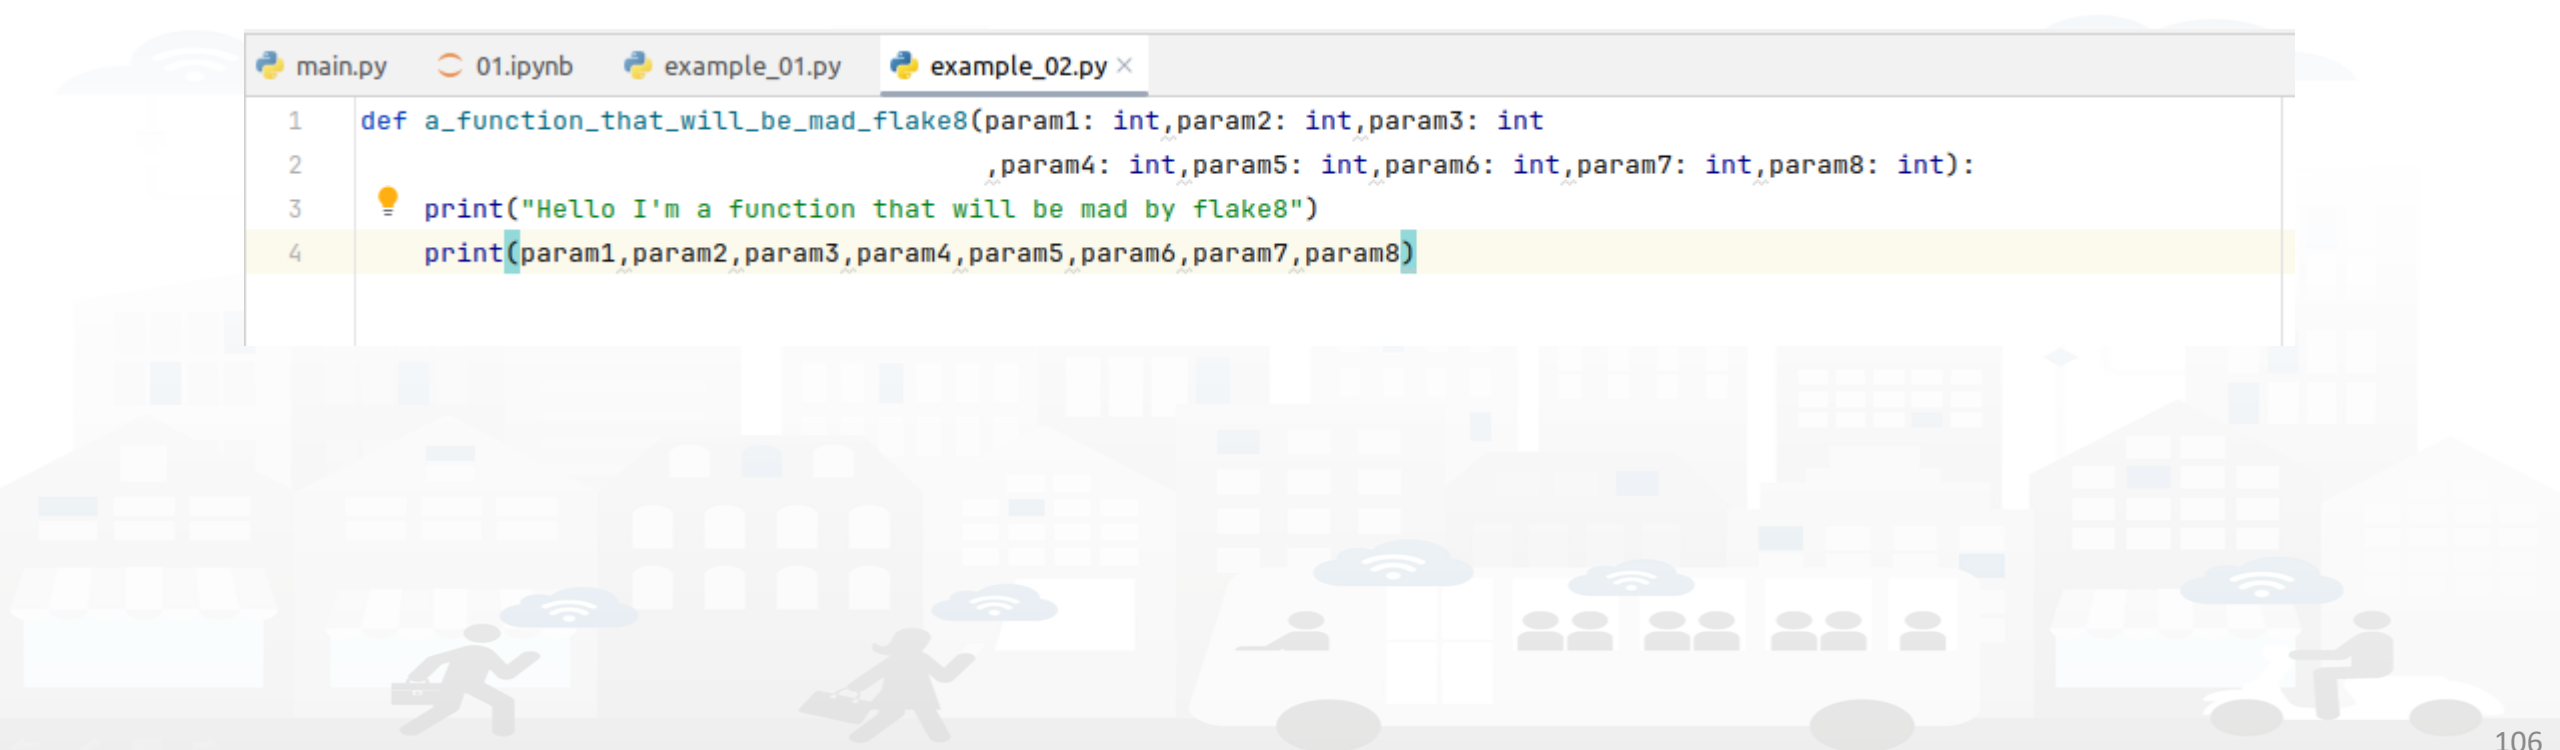 main.py 01.ipynb example_01.py example_02.py
1 def a_function_that_will_be_mad_flake8(param1: int,param2: int,param3: int
2 ,param4: int,param5: int,param6: int,param7: int,param8: int):
3 print("Hello I'm a function that will be mad by flake8")
4 print(param1,param2,param3,param4,param5,param6,param7,param8)
106